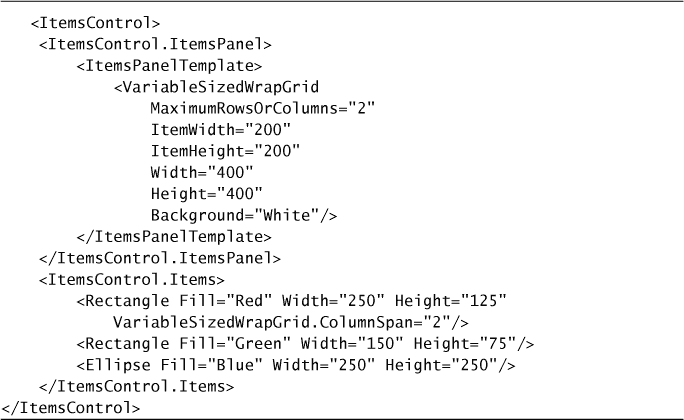 <ItemsControl>
<ItemsControl.ItemsPanel>
<ItemsPanelTemplate>
<VariableSizedWrapGrid
MaximumRowsOrColumns="2"
ItemWidth="200"
ItemHeight="200"
Width="400"
Height="400"
Background="White"/>
</ItemsPanelTemplate>
</ItemsControl.ItemsPanel>
<ItemsControl.Items>
<Rectangle Fill="Red" Width="250" Height="125"
VariableSizedWrapGrid.ColumnSpan="2"/>
<Rectangle Fill="Green" Width="150" Height="75"/>
<Ellipse Fill="Blue" Width="250" Height="250"/>
</ItemsControl.Items>
</ItemsControl>